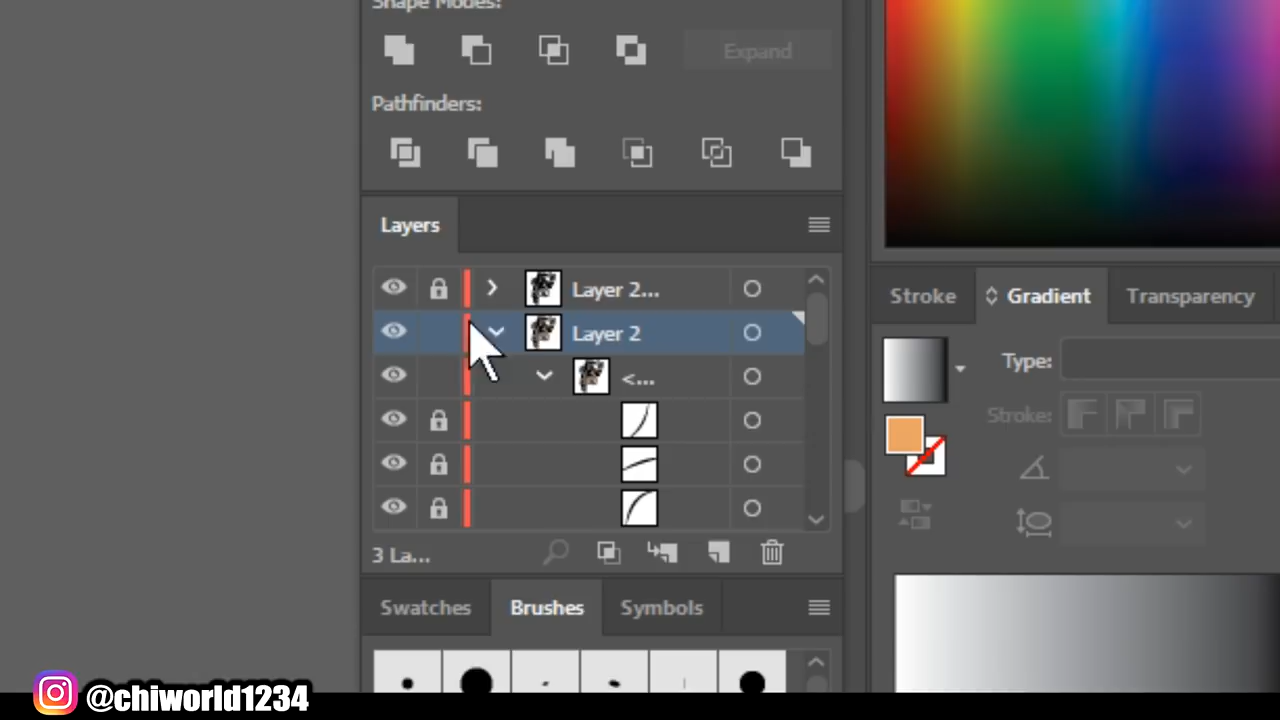 Shape Modes:
Expand
Pathfinders:
Layers
Layer 2...
Layer 2
<...
3 La...
Stroke
Gradient
Transparency
Type:
Stroke:
Swatches
Brushes
Symbols
@chiworld1234